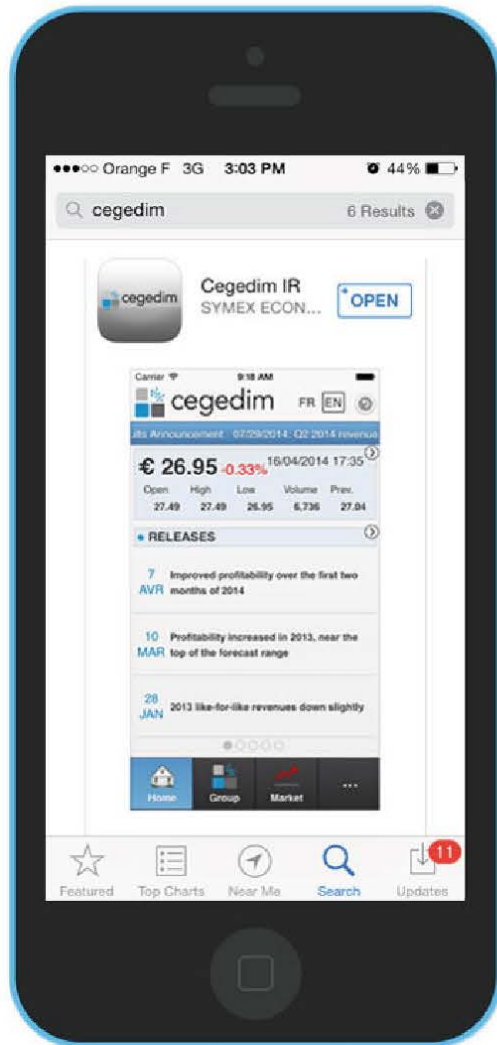 Orange F 3G 3:03 PM 44%
cegedim 6 Results
cegedim
Cegedim IR
SYMEX ECON...
OPEN
Carrier 9:18 AM
cegedim FR EN
ults Announcement 07/29/2014: Q2 2014 revenue
€ 26.95 -0.33% 16/04/2014 17:35
Open High Low Volume Prev.
27.49 27.49 26.95 6,736 27.04
• RELEASES
7 AVR Improved profitability over the first two
months of 2014
10 MAR Profitability increased in 2013, near the
top of the forecast range
28 JAN 2013 like-for-like revenues down slightly
Home Group Market ...
11
Featured Top Charts Near Me Search Updates